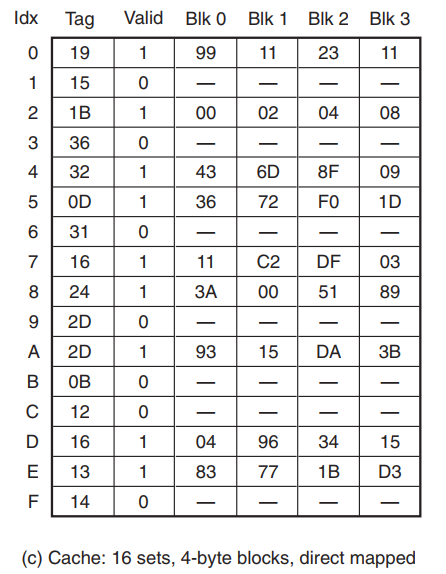 Idx Tag Valid Blk 0 Blk 1 Blk 2 Blk 3
0 19 1 99 11 23 11
1 15 0 — — — —
2 1B 1 00 02 04 08
3 36 0 — — — —
4 32 1 43 6D 8F 09
5 0D 1 36 72 F0 1D
6 31 0 — — — —
7 16 1 11 C2 DF 03
8 24 1 3A 00 51 89
9 2D 0 — — — —
A 2D 1 93 15 DA 3B
B 0B 0 — — — —
C 12 0 — — — —
D 16 1 04 96 34 15
E 13 1 83 77 1B D3
F 14 0 — — — —
(c) Cache: 16 sets, 4-byte blocks, direct mapped